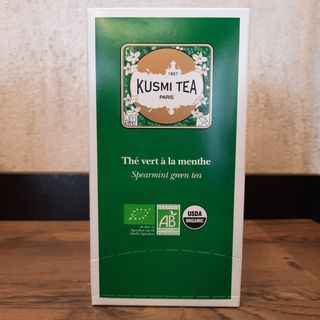 1867
KUSMI TEA
PARIS
Thé vert à la menthe
Spearmint green tea
AB
USDA
ORGANIC